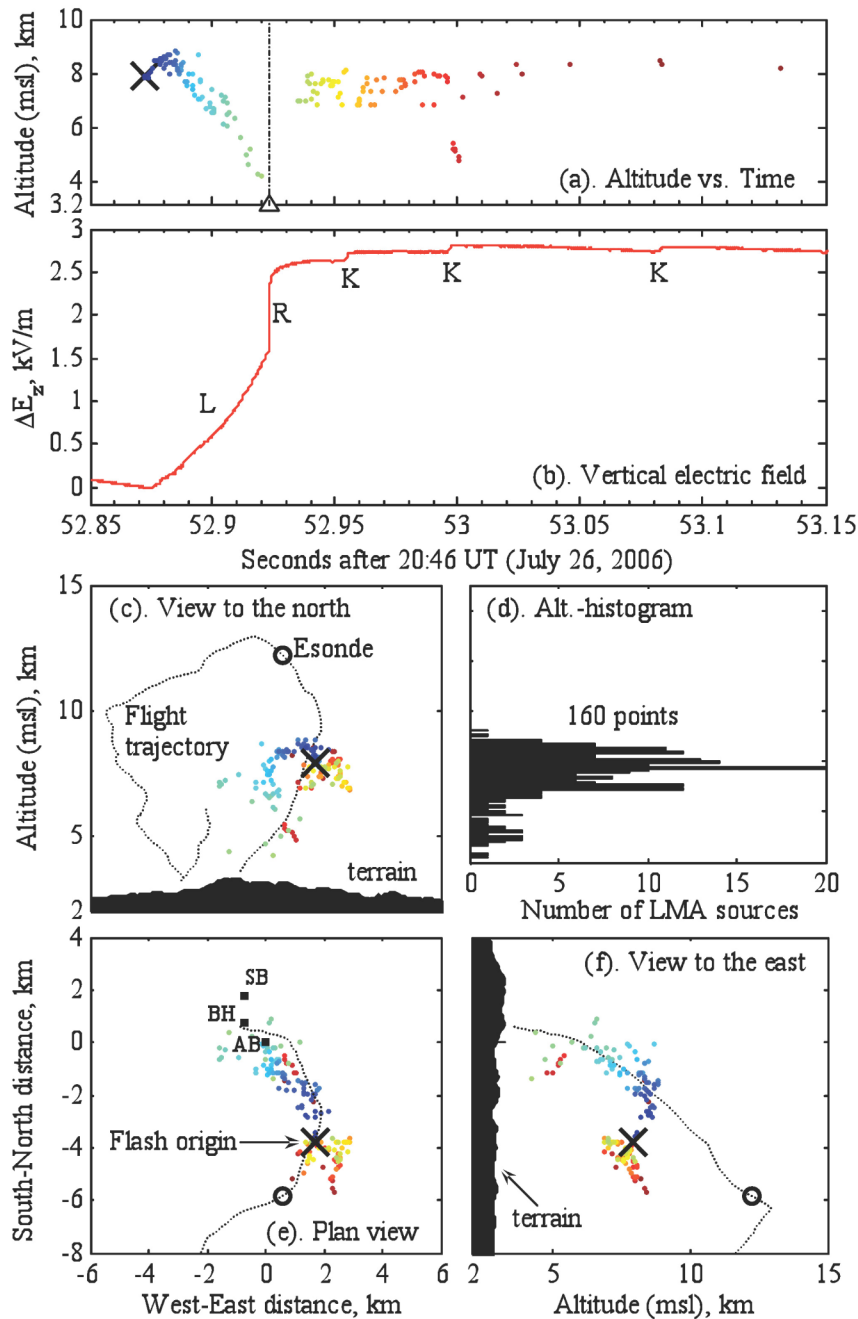 10
8
6
4
3.2
Altitude (msl), km
(a). Altitude vs. Time
3
2.5
2
1.5
1
0.5
0
ΔE_z, kV/m
L
R
K
K
K
(b). Vertical electric field
52.85 52.9 52.95 53 53.05 53.1 53.15
Seconds after 20:46 UT (July 26, 2006)
15
10
5
2
Altitude (msl), km
(c). View to the north
Esonde
Flight
trajectory
terrain
(d). Alt.-histogram
160 points
0 5 10 15 20
Number of LMA sources
4
2
0
-2
-4
-6
-8
South-North distance, km
SB
BH
AB
Flash origin
(e). Plan view
-6 -4 -2 0 2 4 6
West-East distance, km
(f). View to the east
terrain
2 5 10 15
Altitude (msl), km